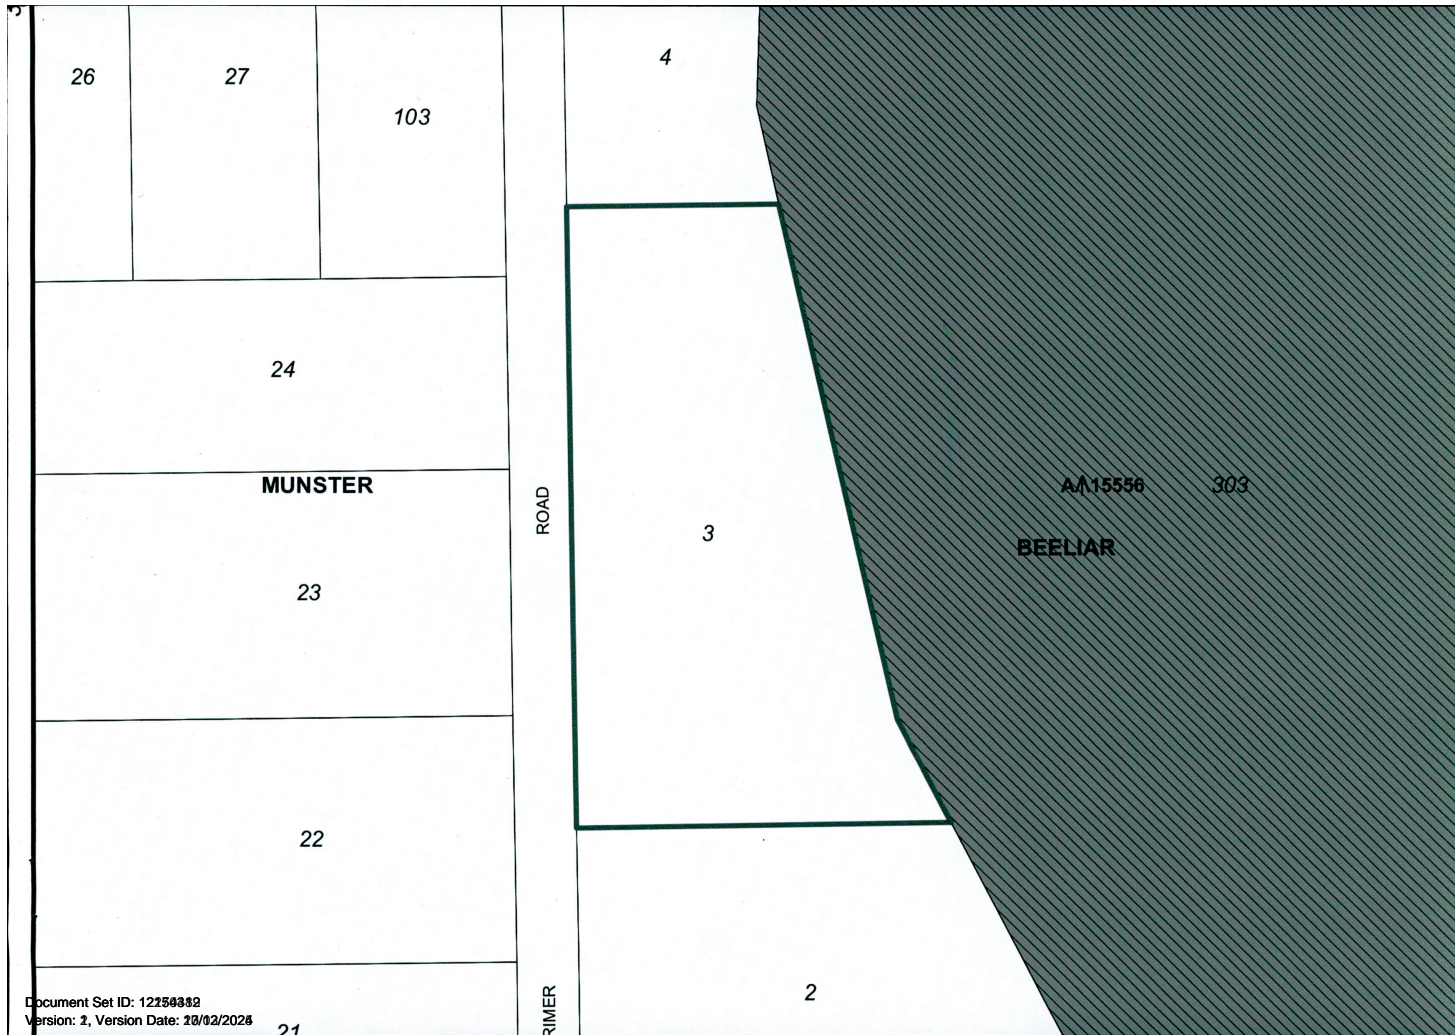 4
26
27
103
24
MUNSTER
ROAD
3
303
BEELIAR
23
22
2
RIMER
Document Set ID:
Version: , Version Date:
21